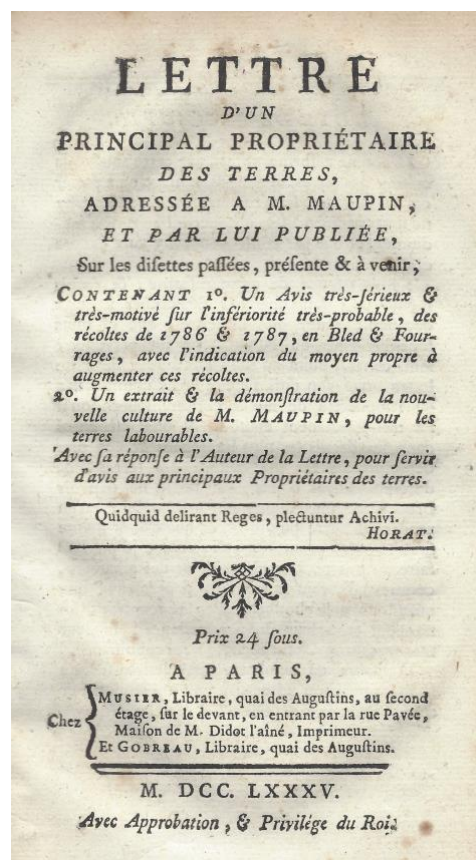 LETTRE
D'UN
PRINCIPAL PROPRIÉTAIRE
DES TERRES,
ADRESSÉE A M. MAUPIN,
ET PAR LUI PUBLIÉE,
Sur les diſettes paſſées, préſente & à venir;
CONTENANT 1º. Un Avis très-ſérieux &
très-motivé ſur l'infériorité très-probable, des
récoltes de 1786 & 1787, en Bled & Four-
rages, avec l'indication du moyen propre à
augmenter ces récoltes.
2º. Un extrait & la démonſtration de la nou-
velle culture de M. MAUPIN, pour les
terres labourables.
Avec ſa réponſe à l'Auteur de la Lettre, pour ſervir
d'avis aux principaux Propriétaires des terres.
Quidquid delirant Reges, plectuntur Achivi.
HORAT.
Prix 24 ſous.
A PARIS,
Chez
MUSIER, Libraire, quai des Auguſtins, au ſecond
étage, ſur le devant, en entrant par la rue Pavée,
Maiſon de M. Didot l'aîné, Imprimeur.
Et GOBREAU, Libraire, quai des Auguſtins.
M. DCC. LXXXV.
Avec Approbation, & Privilége du Roi.